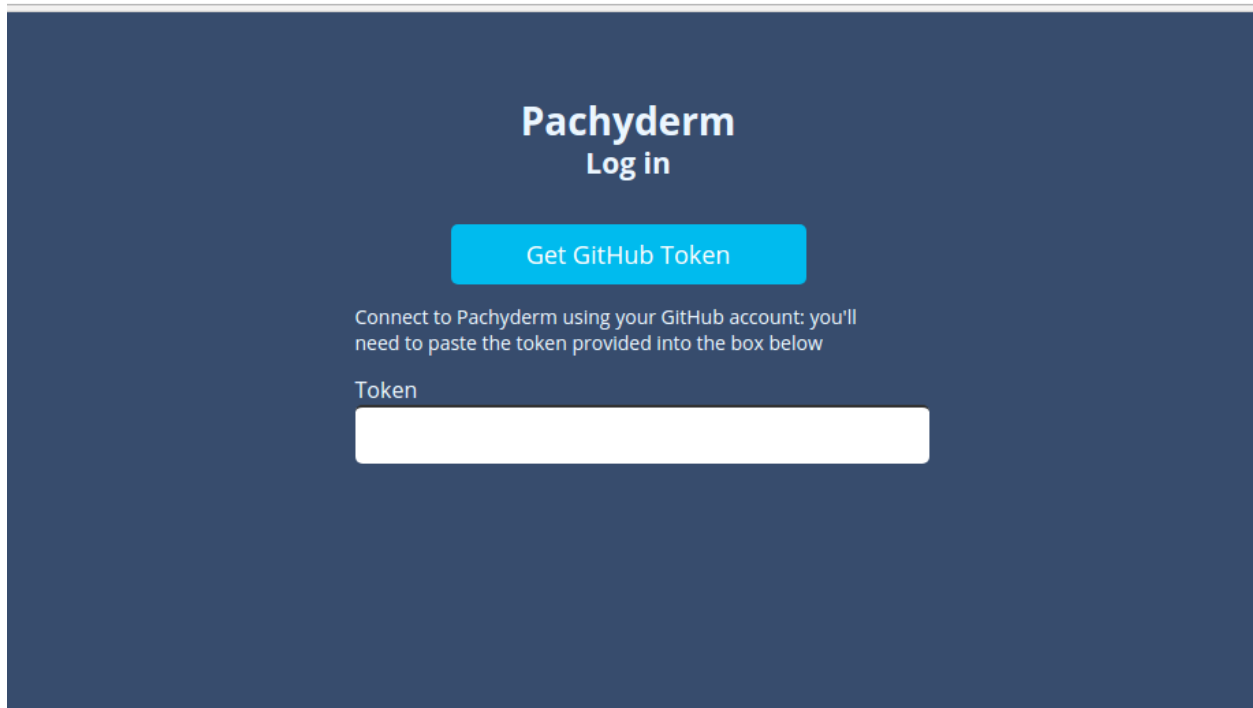 Pachyderm
Log in
Get GitHub Token
Connect to Pachyderm using your GitHub account: you'll
need to paste the token provided into the box below
Token